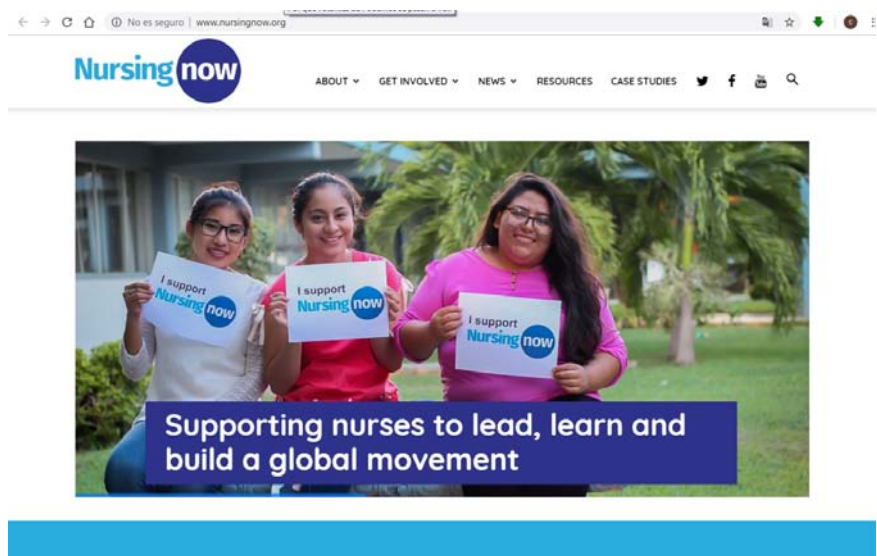 No es seguro | www.nursingnow.org
Nursing now
ABOUT GET INVOLVED NEWS RESOURCES CASE STUDIES
I support
Nursing now
I support
Nursing now
I support
Nursing now
Supporting nurses to lead, learn and
build a global movement